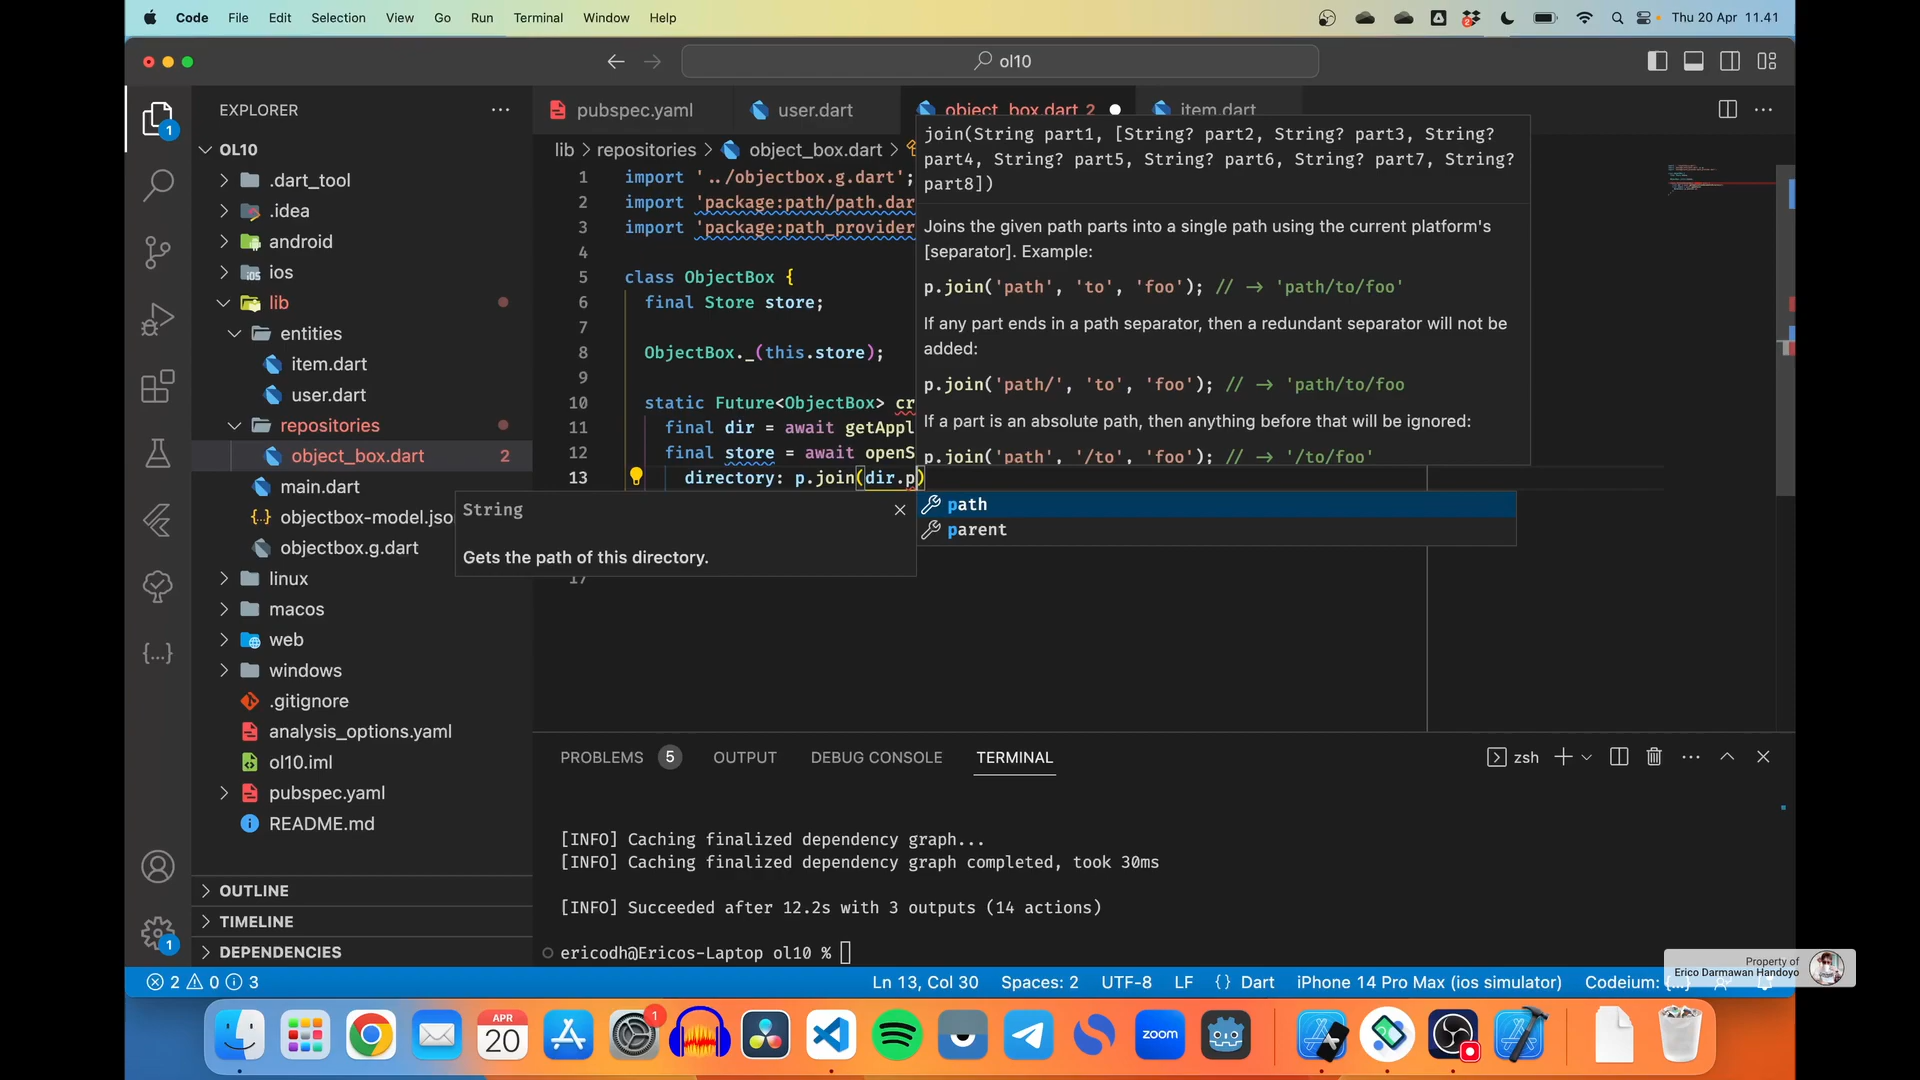 Code File Edit Selection View Go Run Terminal Window Help Thu 20 Apr 11.41
ol10
EXPLORER
pubspec.yaml user.dart object_box.dart 2 item.dart
lib > repositories > object_box.dart >
OL10
.dart_tool
.idea
android
ios
lib
entities
item.dart
user.dart
repositories
object_box.dart 2
main.dart
objectbox-model.jso
objectbox.g.dart
linux
macos
web
windows
.gitignore
analysis_options.yaml
ol10.iml
pubspec.yaml
README.md
OUTLINE
TIMELINE
DEPENDENCIES
1 import '../objectbox.g.dart';
2 import 'package:path/path.dar
3 import 'package:path_provider
4
5 class ObjectBox {
6 final Store store;
7
8 ObjectBox._(this.store);
9
10 static Future<ObjectBox> cr
11 final dir = await getAppl
12 final store = await openS
13 directory: p.join(dir.p)
17
join(String part1, [String? part2, String? part3, String?
part4, String? part5, String? part6, String? part7, String?
part8])
Joins the given path parts into a single path using the current platform's
[separator]. Example:
p.join('path', 'to', 'foo'); // -> 'path/to/foo'
If any part ends in a path separator, then a redundant separator will not be
added:
p.join('path/', 'to', 'foo'); // -> 'path/to/foo
If a part is an absolute path, then anything before that will be ignored:
p.join('path', '/to', 'foo'); // -> '/to/foo'
path
parent
String
Gets the path of this directory.
PROBLEMS 5 OUTPUT DEBUG CONSOLE TERMINAL zsh
[INFO] Caching finalized dependency graph...
[INFO] Caching finalized dependency graph completed, took 30ms
[INFO] Succeeded after 12.2s with 3 outputs (14 actions)
ericodh@Ericos-Laptop ol10 %
Property of
Erico Darmawan Handoyo
2 0 3 Ln 13, Col 30 Spaces: 2 UTF-8 LF {} Dart iPhone 14 Pro Max (ios simulator) Codeium: {...}
APR
20
1
zoom